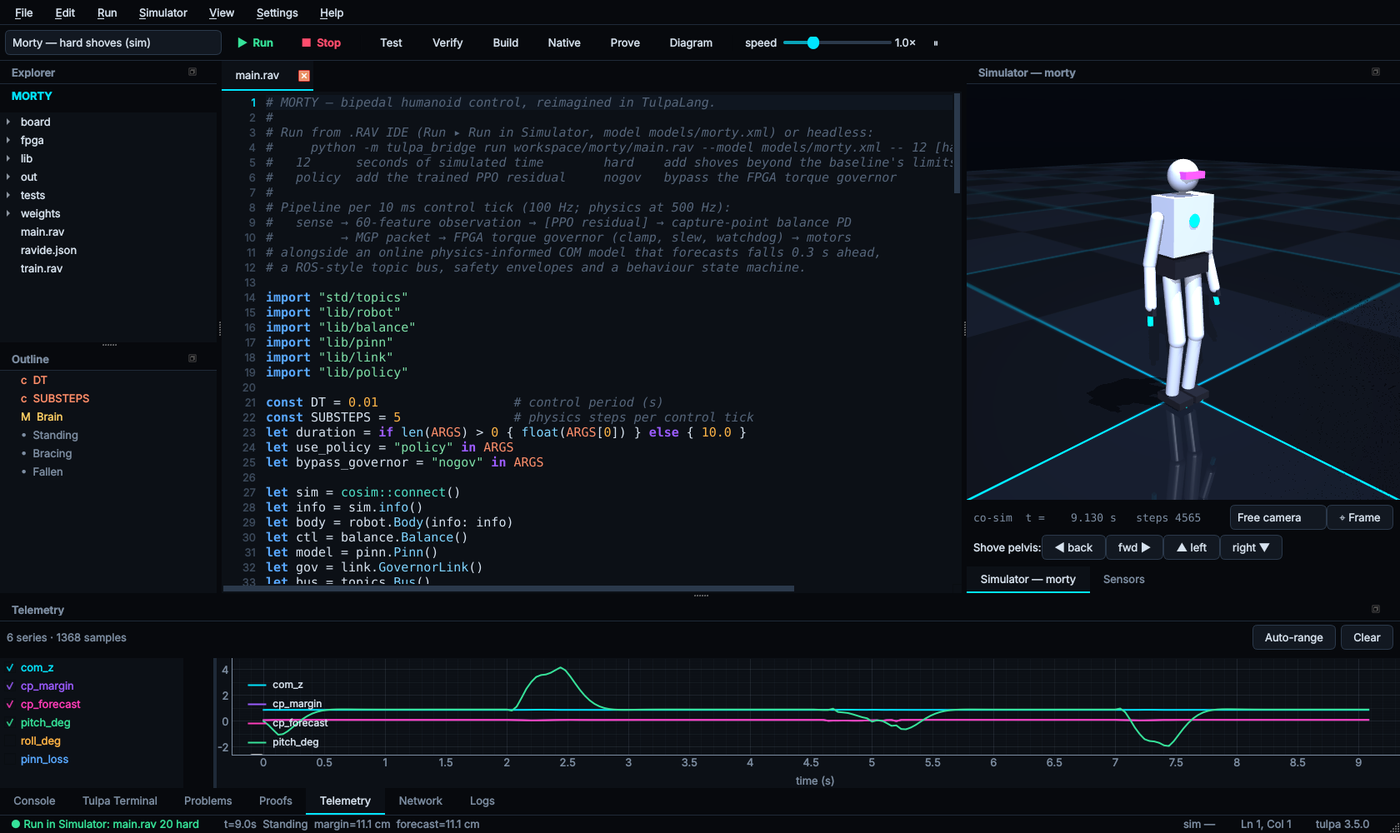 File Edit Run Simulator View Settings Help
Morty — hard shoves (sim) Run Stop Test Verify Build Native Prove Diagram speed 1.0×
Explorer
MORTY
board
fpga
lib
out
tests
weights
main.rav
ravide.json
train.rav
Outline
c DT
c SUBSTEPS
M Brain
• Standing
• Bracing
• Fallen
main.rav
1 # MORTY — bipedal humanoid control, reimagined in TulpaLang.
2 #
3 # Run from .RAV IDE (Run ▸ Run in Simulator, model models/morty.xml) or headless:
4 #     python -m tulpa_bridge run workspace/morty/main.rav --model models/morty.xml -- 12 [ha
5 #   12      seconds of simulated time        hard    add shoves beyond the baseline's limits
6 #   policy  add the trained PPO residual     nogov   bypass the FPGA torque governor
7 #
8 # Pipeline per 10 ms control tick (100 Hz; physics at 500 Hz):
9 #   sense → 60-feature observation → [PPO residual] → capture-point balance PD
10 #         → MGP packet → FPGA torque governor (clamp, slew, watchdog) → motors
11 # alongside an online physics-informed COM model that forecasts falls 0.3 s ahead,
12 # a ROS-style topic bus, safety envelopes and a behaviour state machine.
13
14 import "std/topics"
15 import "lib/robot"
16 import "lib/balance"
17 import "lib/pinn"
18 import "lib/link"
19 import "lib/policy"
20
21 const DT = 0.01                  # control period (s)
22 const SUBSTEPS = 5               # physics steps per control tick
23 let duration = if len(ARGS) > 0 { float(ARGS[0]) } else { 10.0 }
24 let use_policy = "policy" in ARGS
25 let bypass_governor = "nogov" in ARGS
26
27 let sim = cosim::connect()
28 let info = sim.info()
29 let body = robot.Body(info: info)
30 let ctl = balance.Balance()
31 let model = pinn.Pinn()
32 let gov = link.GovernorLink()
33 let bus = topics.Bus()
Simulator — morty
co-sim t = 9.130 s steps 4565 Free camera ⌖ Frame
Shove pelvis: ◀ back fwd ▶ ▲ left right ▼
Simulator — morty Sensors
Telemetry
6 series · 1368 samples Auto-range Clear
✓ com_z
✓ cp_margin
✓ cp_forecast
✓ pitch_deg
roll_deg
pinn_loss
4
2
0
-2
com_z
cp_margin
cp_forecast
pitch_deg
0 0.5 1 1.5 2 2.5 3 3.5 4 4.5 5 5.5 6 6.5 7 7.5 8 8.5 9
time (s)
Console Tulpa Terminal Problems Proofs Telemetry Network Logs
Run in Simulator: main.rav 20 hard t=9.0s Standing margin=11.1 cm forecast=11.1 cm sim — Ln 1, Col 1 tulpa 3.5.0